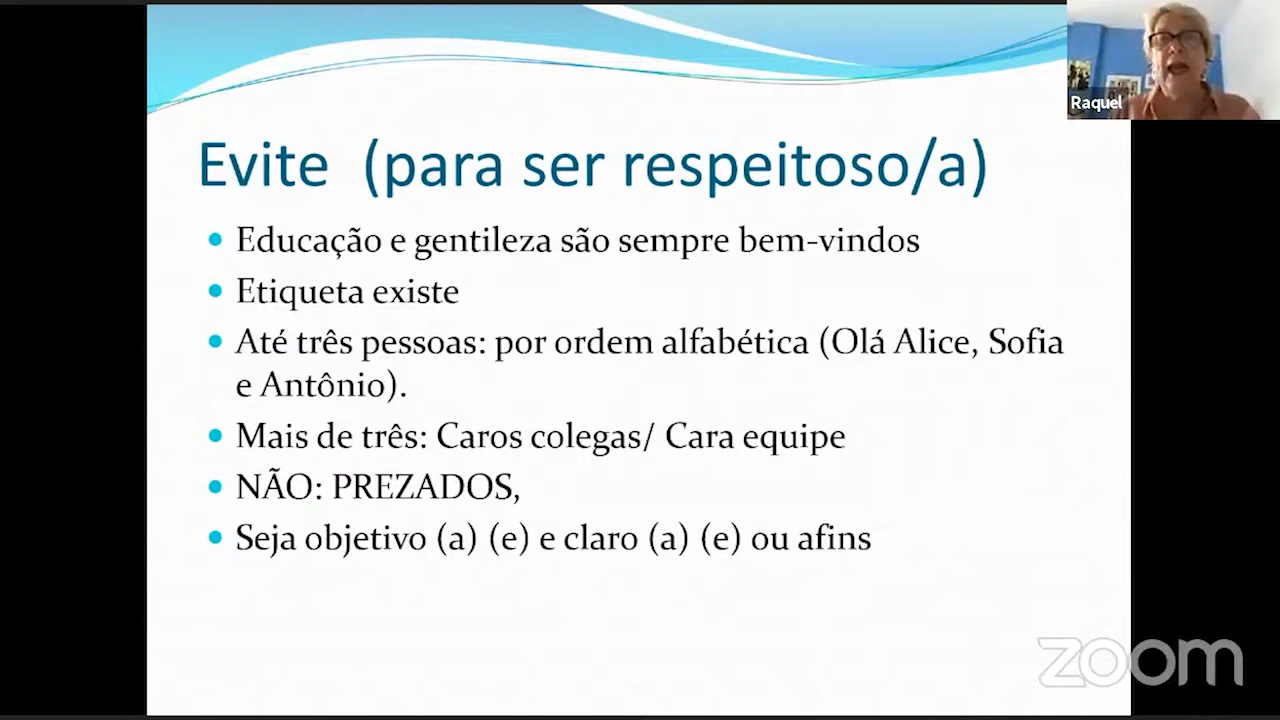 Raquel
Evite (para ser respeitoso/a)
Educação e gentileza são sempre bem-vindos
Etiqueta existe
Até três pessoas: por ordem alfabética (Olá Alice, Sofia
e Antônio).
Mais de três: Caros colegas/ Cara equipe
NÃO: PREZADOS,
Seja objetivo (a) (e) e claro (a) (e) ou afins
zoom